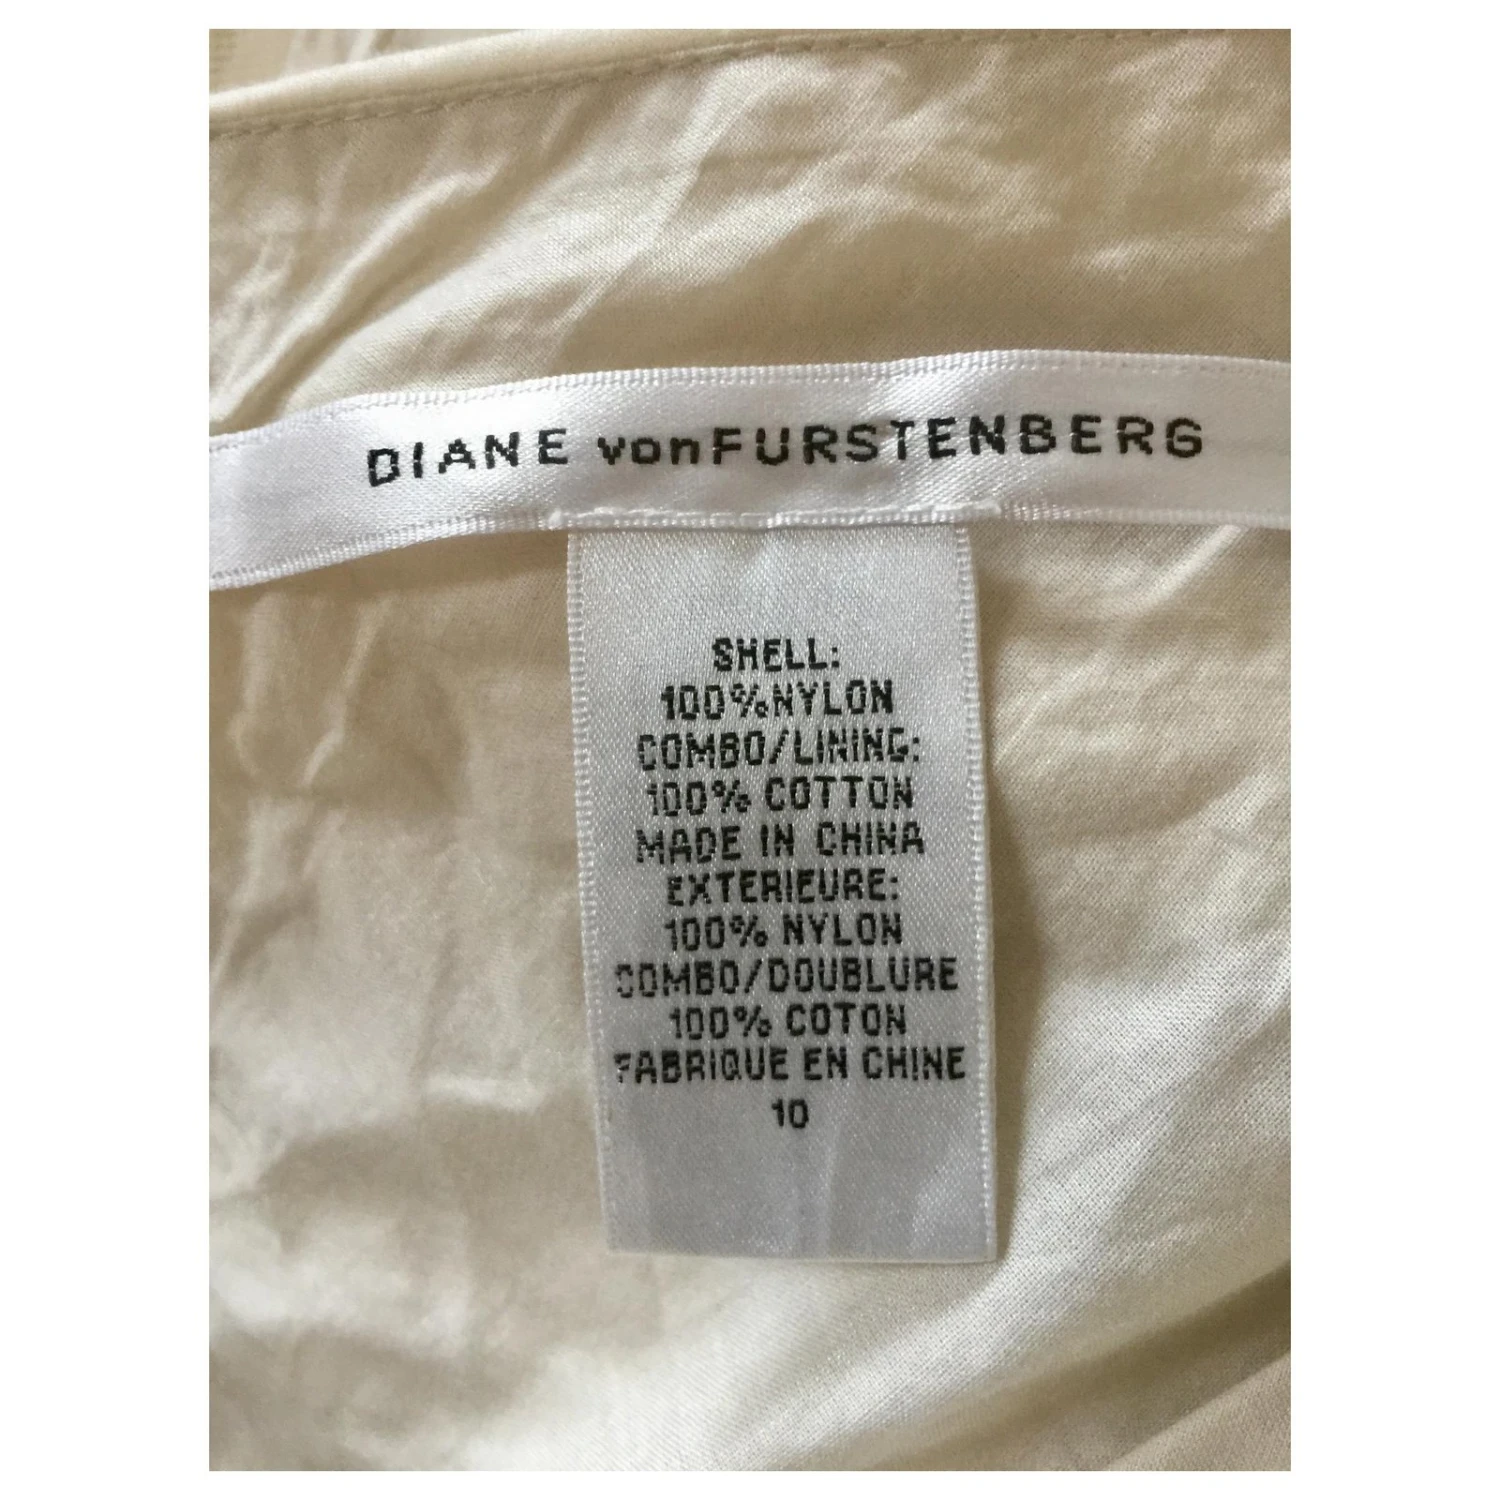 DIANE vonFURSTENBERG
SHELL:
100%NYLON
COMBO/LINING:
100% COTTON
MADE IN CHINA
EXTERIEURE:
100% NYLON
COMBO/DOUBLURE
100% COTON
FABRIQUE EN CHINE
10